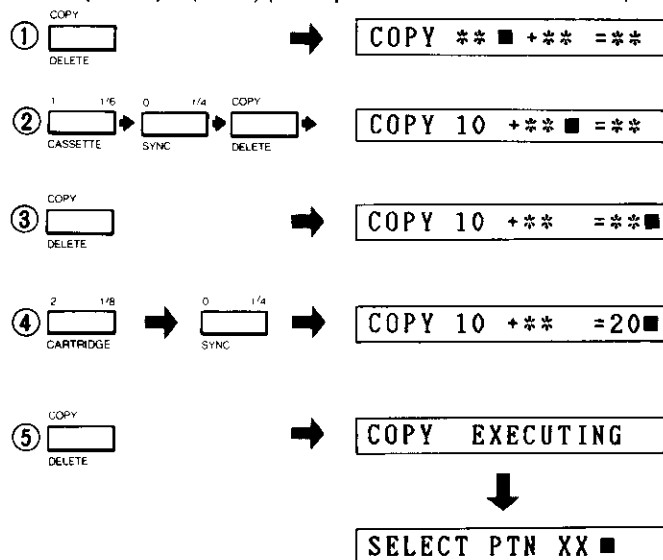 COPY
① DELETE COPY ** ■ +** =**
1 1/6 0 1/4 COPY
② CASSETTE SYNC DELETE COPY 10 +** ■ =**
COPY
③ DELETE COPY 10 +** =**■
2 1/8 0 1/4
④ CARTRIDGE SYNC COPY 10 +** =20■
COPY
⑤ DELETE COPY EXECUTING
SELECT PTN XX ■